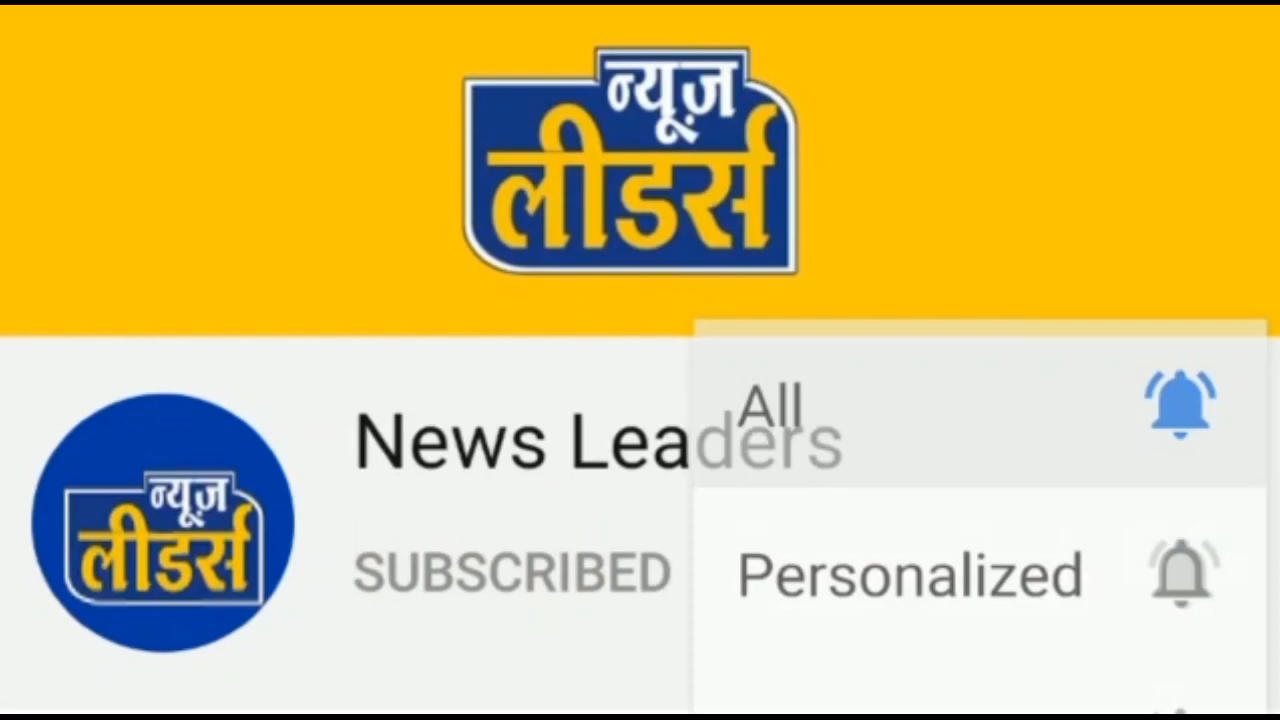 न्यूज़
लीडर्स
न्यूज़
लीडर्स
News Leaders
SUBSCRIBED
All
Personalized